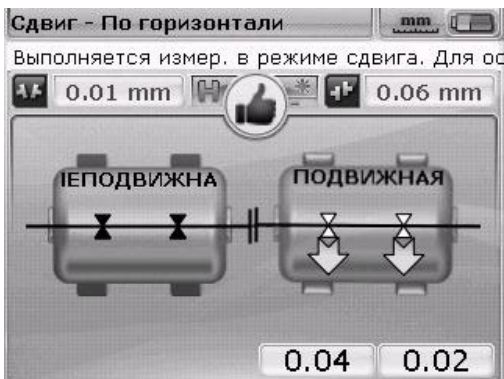 Сдвиг - По горизонтали mm
Выполняется измер. в режиме сдвига. Для ос
0.01 mm 0.06 mm
ІЕПОДВИЖНА ПОДВИЖНАЯ
0.04 0.02